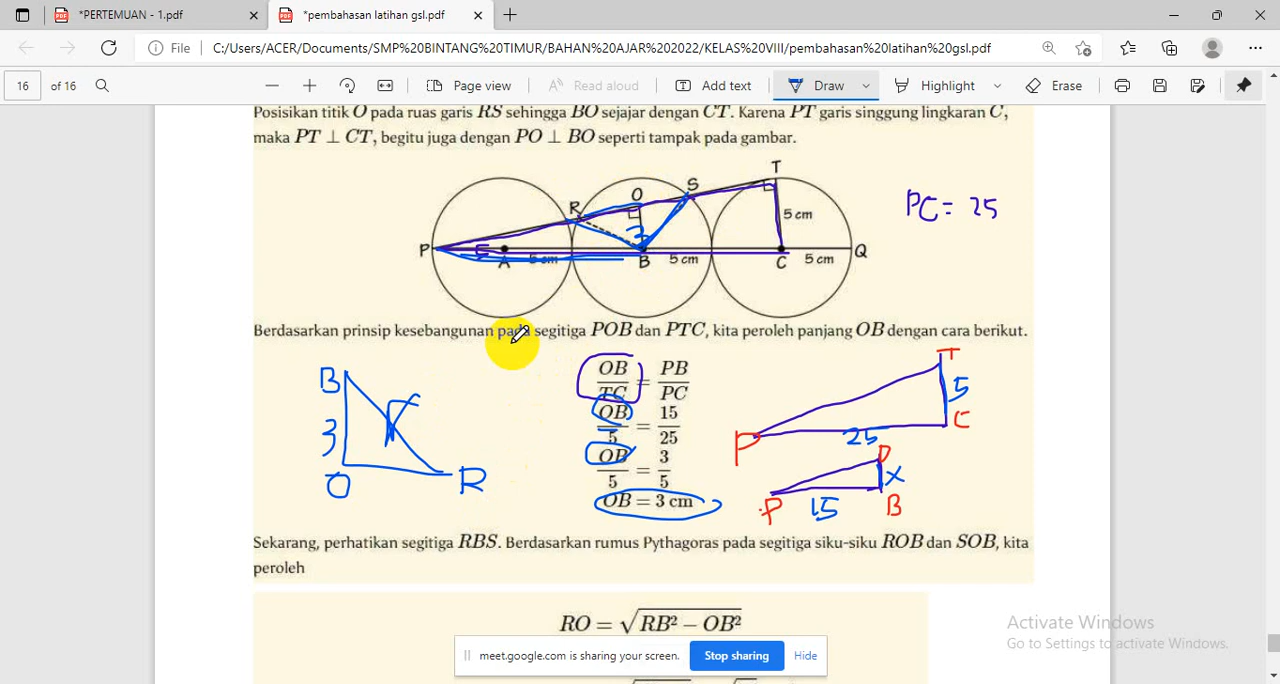 *PERTEMUAN - 1.pdf
*pembahasan latihan gsl.pdf
File
C:/Users/ACER/Documents/SMP%20BINTANG%20TIMUR/BAHAN%20AJAR%202022/KELAS%20VIII/pembahasan%20latihan%20gsl.pdf
16 of 16
Page view
Read aloud
Add text
Draw
Highlight
Erase
Posisikan titik O pada ruas garis RS sehingga BO sejajar dengan CT. Karena PT garis singgung lingkaran C,
maka PT ⊥ CT, begitu juga dengan PO ⊥ BO seperti tampak pada gambar.
T
S
O
R
PC = 25
5 cm
3
P
E
Q
A
5 cm
B
5 cm
C
5 cm
Berdasarkan prinsip kesebangunan pada segitiga POB dan PTC, kita peroleh panjang OB dengan cara berikut.
OB/TC = PB/PC
OB/5 = 15/25
OB/5 = 3/5
OB = 3 cm
B
3
O
R
T
5
P
25
C
x
P
15
B
Sekarang, perhatikan segitiga RBS. Berdasarkan rumus Pythagoras pada segitiga siku-siku ROB dan SOB, kita
peroleh
RO = √RB² − OB²
Activate Windows
Go to Settings to activate Windows.
meet.google.com is sharing your screen.
Stop sharing
Hide